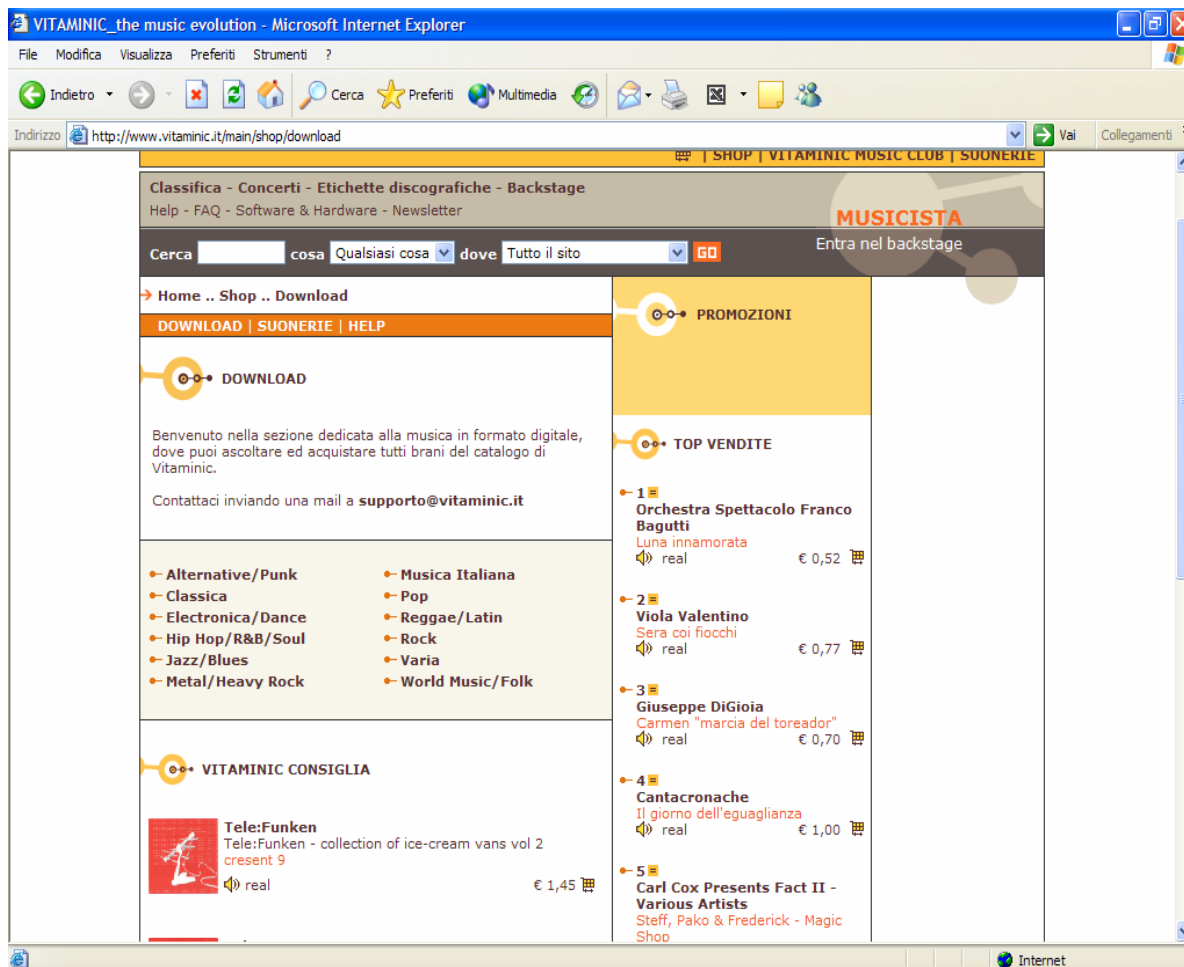 VITAMINIC_the music evolution - Microsoft Internet Explorer
File Modifica Visualizza Preferiti Strumenti ?
Indietro Cerca Preferiti Multimedia
Indirizzo http://www.vitaminic.it/main/shop/download Vai Collegamenti
| SHOP | VITAMINIC MUSIC CLUB | SUONERIE
Classifica - Concerti - Etichette discografiche - Backstage
Help - FAQ - Software & Hardware - Newsletter
MUSICISTA
Entra nel backstage
Cerca cosa Qualsiasi cosa dove Tutto il sito GO
Home .. Shop .. Download
DOWNLOAD | SUONERIE | HELP
DOWNLOAD
Benvenuto nella sezione dedicata alla musica in formato digitale,
dove puoi ascoltare ed acquistare tutti brani del catalogo di
Vitaminic.
Contattaci inviando una mail a supporto@vitaminic.it
Alternative/Punk
Classica
Electronica/Dance
Hip Hop/R&B/Soul
Jazz/Blues
Metal/Heavy Rock
Musica Italiana
Pop
Reggae/Latin
Rock
Varia
World Music/Folk
VITAMINIC CONSIGLIA
Tele:Funken
Tele:Funken - collection of ice-cream vans vol 2
cresent 9
real € 1,45
PROMOZIONI
TOP VENDITE
1
Orchestra Spettacolo Franco
Bagutti
Luna innamorata
real € 0,52
2
Viola Valentino
Sera coi fiocchi
real € 0,77
3
Giuseppe DiGioia
Carmen "marcia del toreador"
real € 0,70
4
Cantacronache
Il giorno dell'eguaglianza
real € 1,00
5
Carl Cox Presents Fact II -
Various Artists
Steff, Pako & Frederick - Magic
Shop
Internet